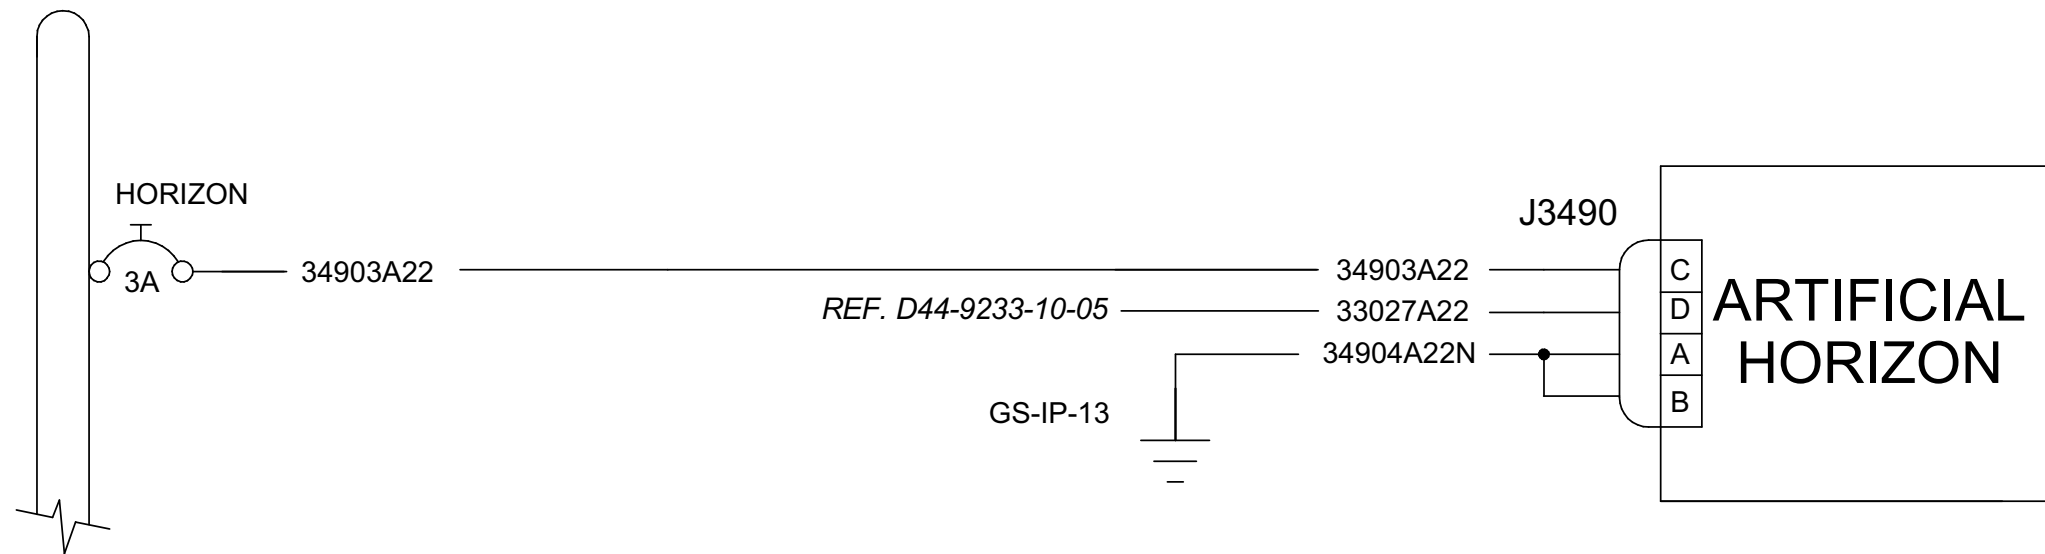 HORIZON
3A
34903A22
J3490
34903A22
C
REF. D44-9233-10-05
33027A22
D
34904A22N
A
GS-IP-13
B
ARTIFICIAL
HORIZON